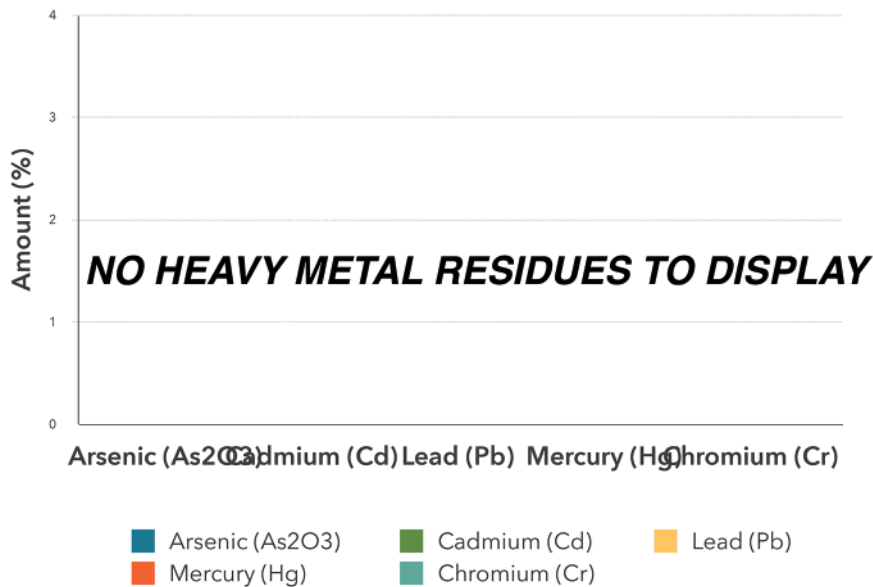 4
3
2
1
0
Amount (%)
NO HEAVY METAL RESIDUES TO DISPLAY
Arsenic (As2O3) Cadmium (Cd) Lead (Pb) Mercury (Hg) Chromium (Cr)
Arsenic (As2O3) Cadmium (Cd) Lead (Pb)
Mercury (Hg) Chromium (Cr)